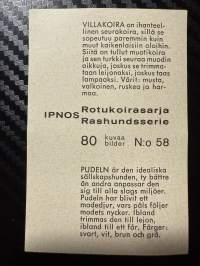 VILLAKOIRA on ihanteel-
linen seurakoira, sillä se
sopeutuu paremmin kuin
muut kaikenlaisiin oloihin.
Siitä on tullut muotikoira
ja sen turkki seuraa muodin
oikkuja, joskus se trimma-
taan leijonaksi, joskus taas
lampaaksi. Värit: musta,
valkoinen, ruskea ja har-
maa.
IPNOS Rotukoirasarja
Rashundsserie
80 kuvaa bilder N:o 58
PUDELN är den idealiska
sällskapshunden, ty bättre
än andra anpassar den
sig till alla slags miljöer.
Pudeln har blivit ett
modedjur, vars päls följer
modets nycker. Ibland
trimmas den till lejon,
ibland till ett får. Färger:
svart, vit, brun och grå.